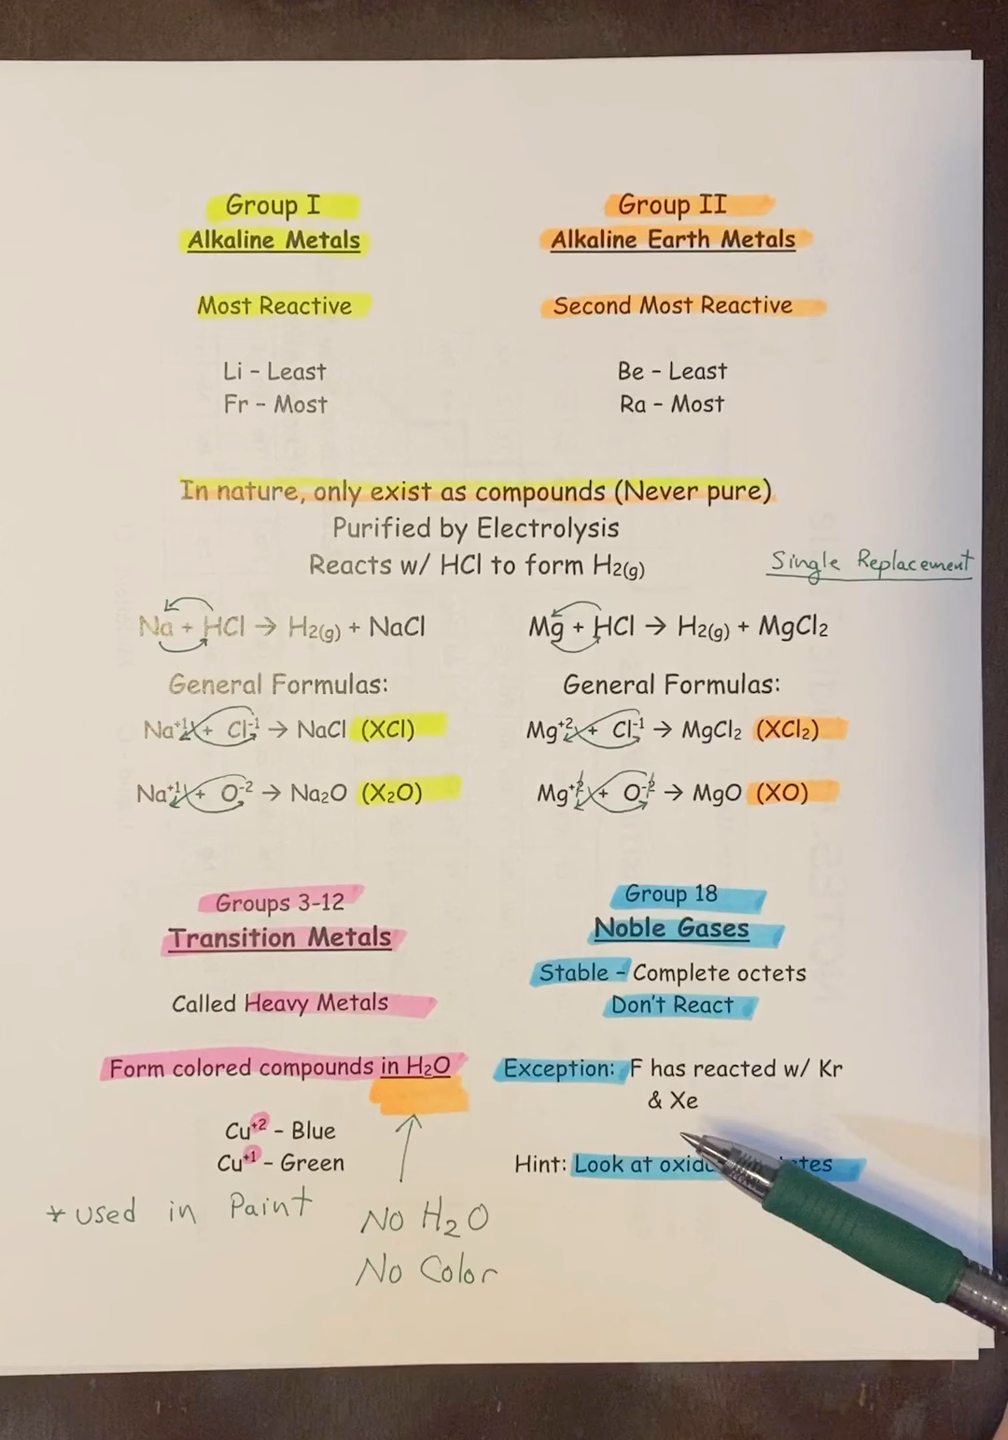 Group I
Alkaline Metals
Most Reactive
Li - Least
Fr - Most
Group II
Alkaline Earth Metals
Second Most Reactive
Be - Least
Ra - Most
In nature, only exist as compounds (Never pure)
Purified by Electrolysis
Reacts w/ HCl to form H₂(g)
Single Replacement
Na + HCl → H₂(g) + NaCl
General Formulas:
Na⁺¹ + Cl⁻¹ → NaCl (XCl)
Na⁺¹ + O⁻² → Na₂O (X₂O)
Mg + HCl → H₂(g) + MgCl₂
General Formulas:
Mg⁺² + Cl⁻¹ → MgCl₂ (XCl₂)
Mg⁺² + O⁻² → MgO (XO)
Groups 3-12
Transition Metals
Called Heavy Metals
Form colored compounds in H₂O
Cu⁺² - Blue
Cu⁺¹ - Green
* used in Paint
No H₂O
No Color
Group 18
Noble Gases
Stable - Complete octets
Don't React
Exception: F has reacted w/ Kr
& Xe
Hint: Look at